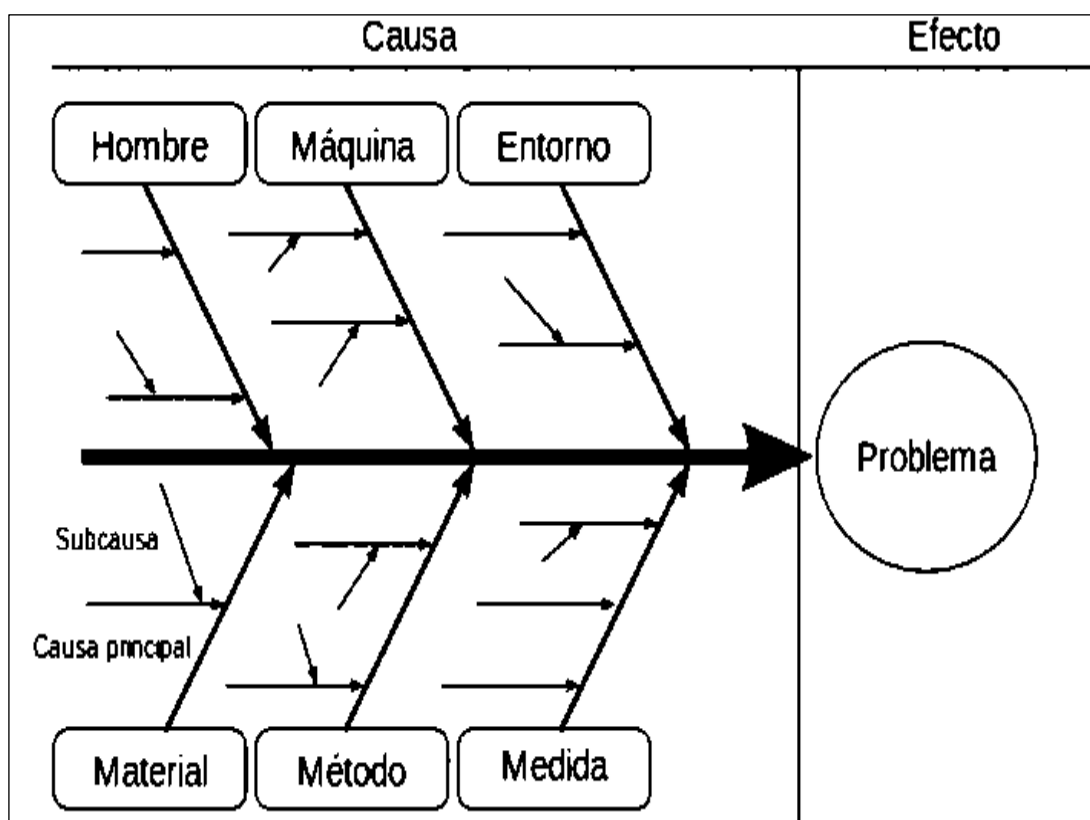 Causa
Efecto
Hombre
Máquina
Entorno
Problema
Subcausa
Causa principal
Material
Método
Medida